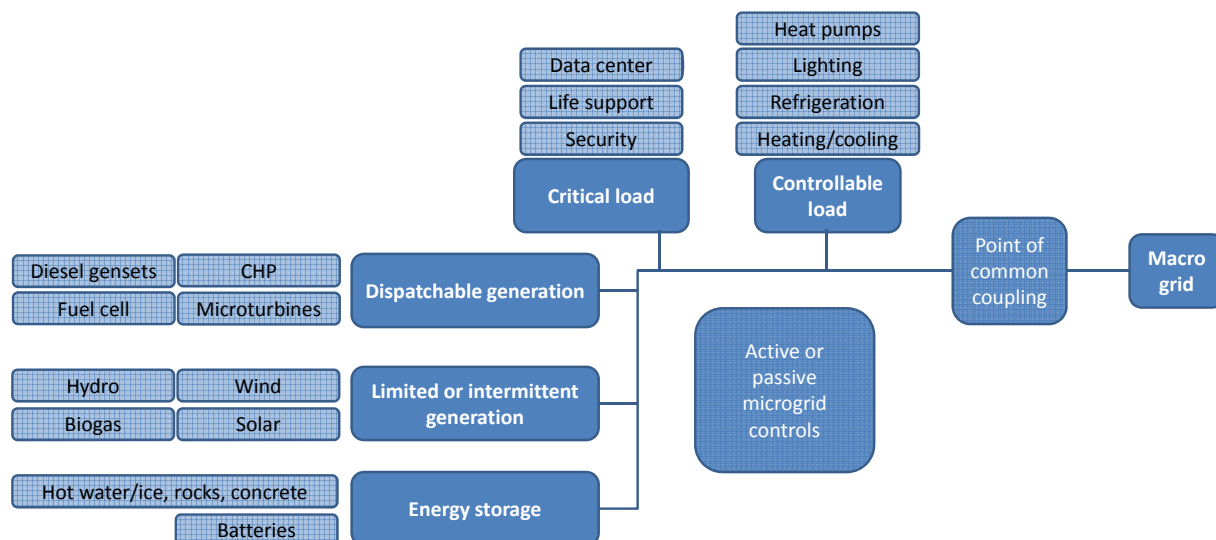 Heat pumps
Data center
Lighting
Life support
Refrigeration
Security
Heating/cooling
Critical load
Controllable
load
Point of
common
coupling
Macro
grid
Diesel gensets
CHP
Fuel cell
Microturbines
Dispatchable generation
Active or
passive
microgrid
controls
Hydro
Wind
Biogas
Solar
Limited or intermittent
generation
Hot water/ice, rocks, concrete
Batteries
Energy storage